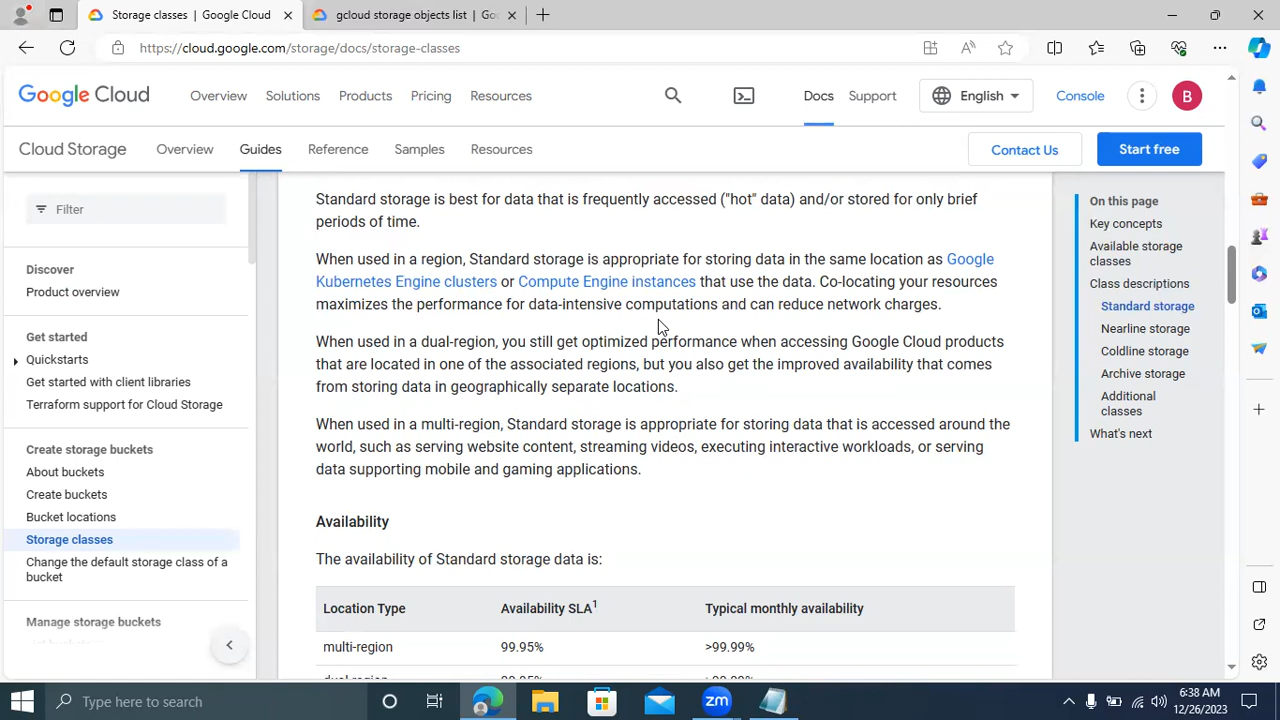 Storage classes | Google Cloud
gcloud storage objects list | Go
https://cloud.google.com/storage/docs/storage-classes
Google Cloud
Overview
Solutions
Products
Pricing
Resources
Docs
Support
English
Console
B
Cloud Storage
Overview
Guides
Reference
Samples
Resources
Contact Us
Start free
Filter
Discover
Product overview
Get started
Quickstarts
Get started with client libraries
Terraform support for Cloud Storage
Create storage buckets
About buckets
Create buckets
Bucket locations
Storage classes
Change the default storage class of a
bucket
Manage storage buckets
Standard storage is best for data that is frequently accessed ("hot" data) and/or stored for only brief
periods of time.
When used in a region, Standard storage is appropriate for storing data in the same location as Google
Kubernetes Engine clusters or Compute Engine instances that use the data. Co-locating your resources
maximizes the performance for data-intensive computations and can reduce network charges.
When used in a dual-region, you still get optimized performance when accessing Google Cloud products
that are located in one of the associated regions, but you also get the improved availability that comes
from storing data in geographically separate locations.
When used in a multi-region, Standard storage is appropriate for storing data that is accessed around the
world, such as serving website content, streaming videos, executing interactive workloads, or serving
data supporting mobile and gaming applications.
Availability
The availability of Standard storage data is:
Location Type
Availability SLA1
Typical monthly availability
multi-region
99.95%
>99.99%
On this page
Key concepts
Available storage
classes
Class descriptions
Standard storage
Nearline storage
Coldline storage
Archive storage
Additional
classes
What's next
Type here to search
zm
6:38 AM
12/26/2023